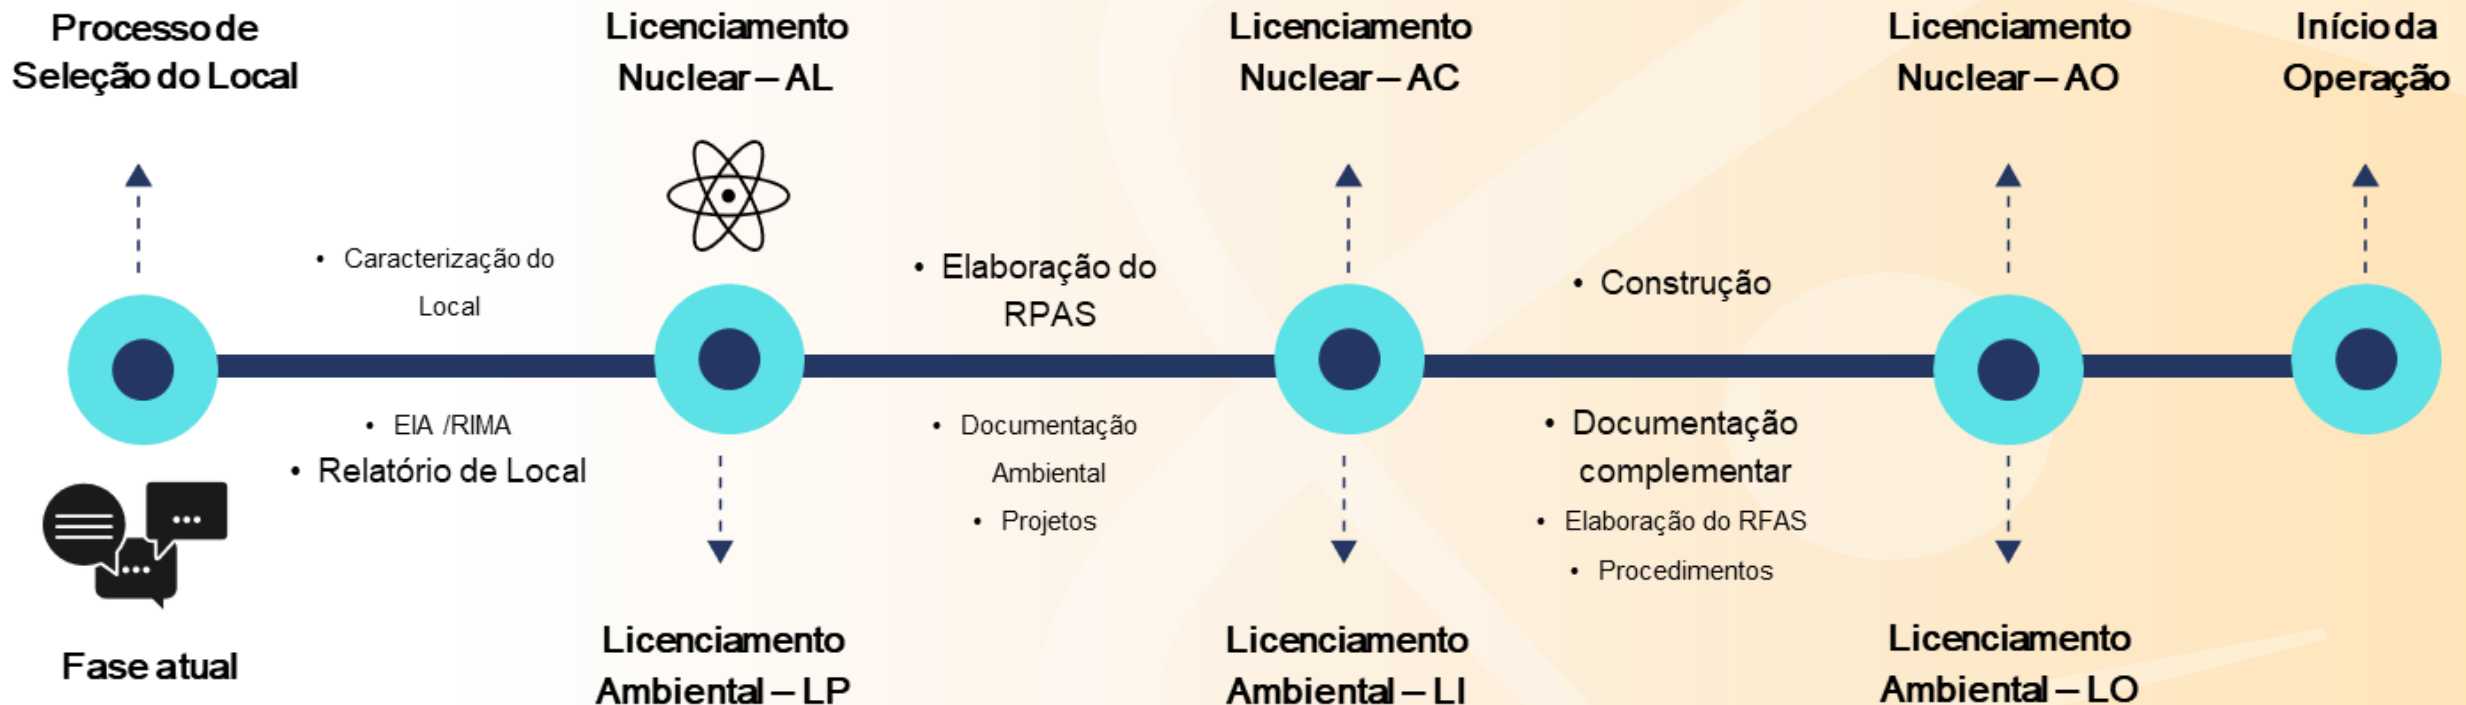 Processo de
Seleção do Local
Licenciamento
Nuclear – AL
Licenciamento
Nuclear – AC
Licenciamento
Nuclear – AO
Início da
Operação
• Caracterização do
Local
• Elaboração do
RPAS
• Construção
• EIA /RIMA
• Relatório de Local
• Documentação
Ambiental
• Projetos
• Documentação
complementar
• Elaboração do RFAS
• Procedimentos
Fase atual
Licenciamento
Ambiental – LP
Licenciamento
Ambiental – LI
Licenciamento
Ambiental – LO